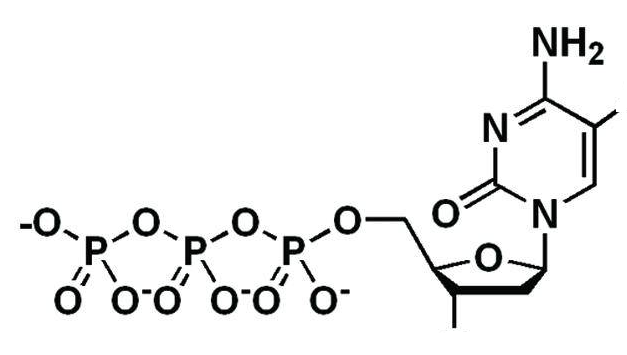 NH2
N
O N
-O O O O O
P P P
O O- O O- O O-